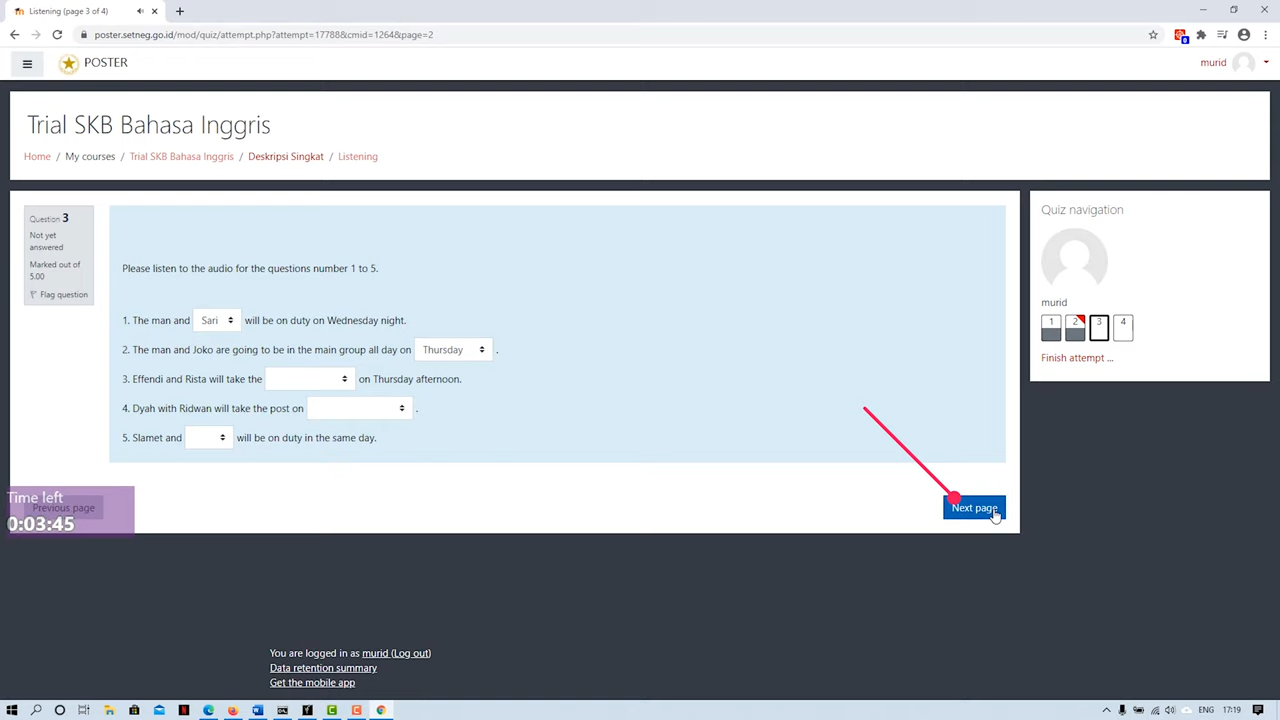 Listening (page 3 of 4)
poster.setneg.go.id/mod/quiz/attempt.php?attempt=17788&cmid=1264&page=2
POSTER
murid
Trial SKB Bahasa Inggris
Home / My courses / Trial SKB Bahasa Inggris / Deskripsi Singkat / Listening
Question 3
Not yet
answered
Marked out of
5.00
Flag question
Please listen to the audio for the questions number 1 to 5.
1. The man and Sari will be on duty on Wednesday night.
2. The man and Joko are going to be in the main group all day on Thursday .
3. Effendi and Rista will take the on Thursday afternoon.
4. Dyah with Ridwan will take the post on .
5. Slamet and will be on duty in the same day.
Time left
0:03:45
Previous page
Next page
Quiz navigation
murid
1 2 3 4
Finish attempt ...
You are logged in as murid (Log out)
Data retention summary
Get the mobile app
ENG 17:19